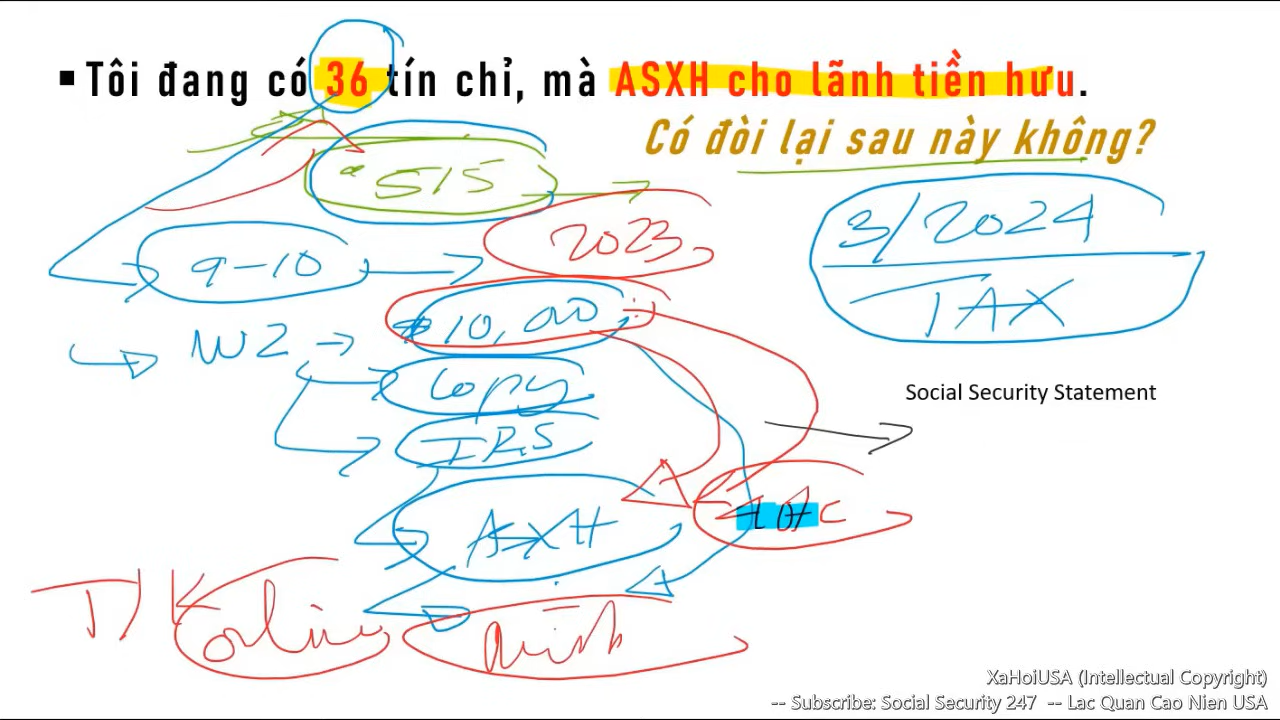 ▪ Tôi đang có 36 tín chỉ, mà ASXH cho lãnh tiền hưu.
Có đòi lại sau này không?
515
3/2024
2023
9-10
TAX
$10,000
W2
Copy
Social Security Statement
IRS
ASXH
T/K online
XaHoiUSA (Intellectual Copyright)
-- Subscribe: Social Security 247 -- Lac Quan Cao Nien USA